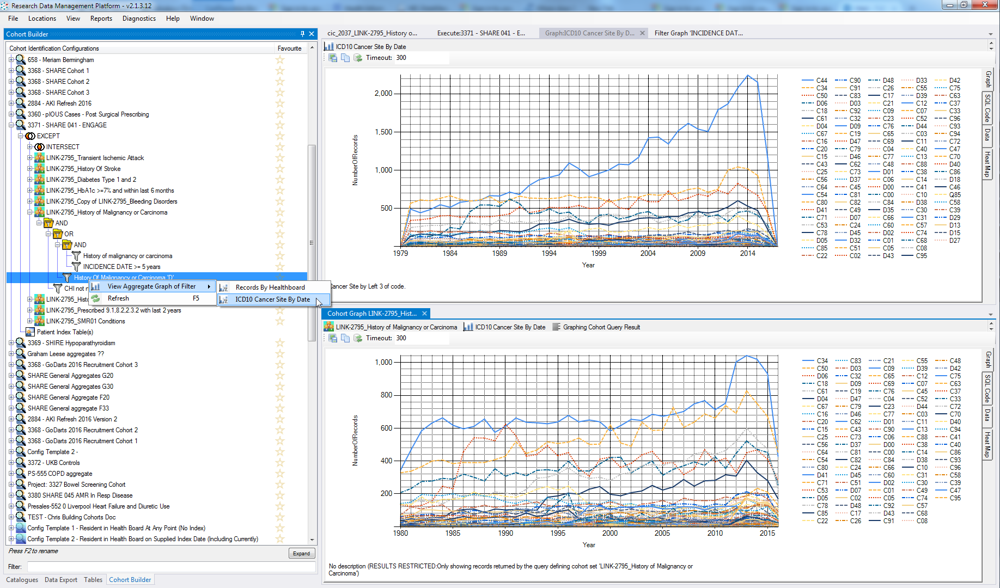 Research Data Management Platform - v2.1.3.12
File Locations View Reports Diagnostics Help Window
Cohort Builder
Cohort Identification Configurations Favourite
658 - Meriam Bermingham
3368 - SHARE Cohort 1
3368 - SHARE Cohort 2
3368 - SHARE Cohort 3
2884 - AKI Refresh 2016
3360 - pIOUS Cases - Post Surgical Prescribing
3371 - SHARE 041 - ENGAGE
EXCEPT
INTERSECT
LINK-2795_Transient Ischemic Attack
LINK-2795_History Of Stroke
LINK-2795_Diabetes Type 1 and 2
LINK-2795_HbA1c >=7% and within last 6 months
LINK-2795_Copy of LINK-2795_Bleeding Disorders
LINK-2795_History of Malignancy or Carcinoma
AND
OR
AND
History of malignancy or carcinoma
INCIDENCE DATE >= 5 years
History Of Malignancy or Carcinoma 'D'
CHI not n
View Aggregate Graph of Filter
Refresh F5
Records By Healthboard
ICD10 Cancer Site By Date
LINK-2795_Histo
LINK-2795_Prescribed 9.1,8.2,2.3.2 with last 2 years
LINK-2795_SMR01 Conditions
Patient Index Table(s)
3369 - SHIRE Hypoparathyroidism
Graham Leese aggregates ??
3368 - GoDarts 2016 Recruitment Cohort 3
SHARE General Aggregates G20
SHARE General Aggregates G30
SHARE General Aggregate F20
SHARE General aggregate F33
2884 - AKI Refresh 2016 Version 2
3368 - GoDarts 2016 Recruitment Cohort 2
3368 - GoDarts 2016 Recruitment Cohort 1
Config Template 2 -
3372 - UKB Controls
PS-555 COPD aggregate
Project: 3327 Bowel Screening Cohort
3380 SHARE 045 AMR In Resp Disease
Presales-552 0 Liverpool Heart Failure and Diuretic Use
TEST - Chris Building Cohorts Doc
Config Template 1 - Resident in Health Board At Any Point (No Index)
Config Template 2 - Resident in Health Board on Supplied Index Date (Including Currently)
Press F2 to rename
Expand
Filter:
Catalogues Data Export Tables Cohort Builder
cic_2037_LINK-2795_History o... Execute:3371 - SHARE 041 - E... Graph:ICD10 Cancer Site By D... Filter Graph 'INCIDENCE DAT...
ICD10 Cancer Site By Date
Timeout: 300
2,000
1,500
1,000
500
NumberOfRecords
1979 1984 1989 1994 1999 2004 2009 2014
Year
C44 C90 D48 D33 D42
C34 C91 C26 C55 C75
C50 C83 C17 D39 C63
D06 D03 C21 C12 C37
C18 C92 C09 C07 C33
C61 C32 C23 C52 C96
D04 D09 C76 D44 C93
C67 C19 C65 C03 C94
C16 D47 C69 C11 C72
C20 C79 C04 C40 C47
C15 D46 C77 C13 C70
C43 C62 C48 C88 D40
C25 C73 D01 C38 C86
C56 D37 C06 C14 D18
C64 C45 D00 C41 C46
C54 C81 C00 C10 Q85
C80 C82 C84 D38 C58
D41 C49 D35 C30 C39
C71 D07 C66 C31 D29
C53 C24 C60 C57 D13
C78 D45 D02 C74 D15
D05 D32 C01 C68 D27
C85 C51 C05 C08
C22 C02 D43 C95
Graph
SQL Code
Data
Heat Map
Cancer Site by Left 3 of code.
Cohort Graph LINK-2795_Hist...
LINK-2795_History of Malignancy or Carcinoma ICD10 Cancer Site By Date Graphing Cohort Query Result
Timeout: 300
1,000
800
600
400
200
NumberOfRecords
1980 1985 1990 1995 2000 2005 2010 2015
Year
C34 C83 C21 C55 C48
C50 D03 C09 D39 D42
D06 C32 C65 C12 C75
C18 D09 C69 C07 C63
C61 C19 C76 C45 C37
D04 D47 C04 C52 C33
C67 C79 C23 D44 C72
C16 D46 C77 C03 C70
C20 C62 D01 C11 D40
C15 C43 C90 C13 C94
C25 C73 C06 C88 C41
C56 D37 D00 C38 C40
C64 C81 C00 C14 C86
C54 C82 C84 D38 C93
C80 C24 C66 C10 C96
D41 D45 C60 C31 C58
C71 C51 D02 C30 C39
C53 D07 C01 C49 C47
D05 C02 C05 C74 C95
C78 D48 C92 C57
C85 C17 D43 C68
C22 C26 C91 C08
Graph
SQL Code
Data
Heat Map
No description (RESULTS RESTRICTED:Only showing records returned by the query defining cohort set 'LINK-2795_History of Malignancy or
Carcinoma')